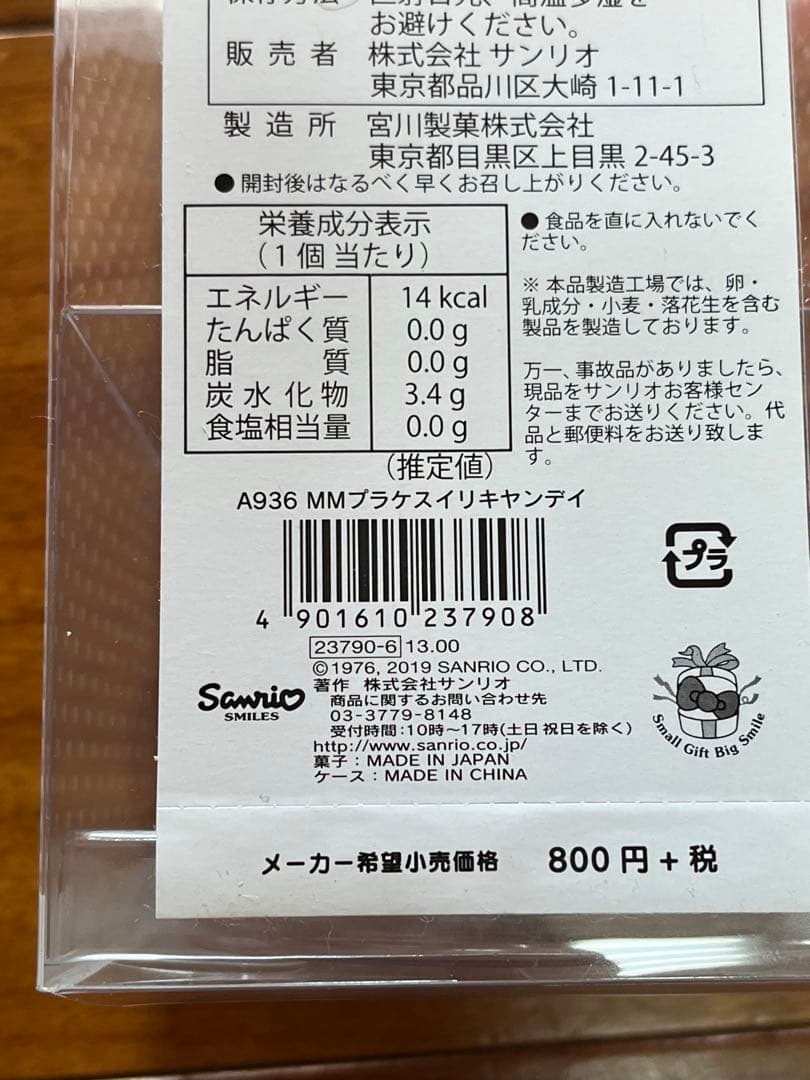 お避けください。
販売者 株式会社 サンリオ
東京都品川区大崎 1-11-1
製造所 宮川製菓株式会社
東京都目黒区上目黒 2-45-3
●開封後はなるべく早くお召し上がりください。
栄養成分表示
(1個 当たり)
エネルギー 14 kcal
たんぱく質 0.0 g
脂質 0.0 g
炭水化物 3.4 g
食塩相当量 0.0 g
(推定値)
●食品を直に入れないでく
ださい。
※ 本品製造工場では、卵・
乳成分・小麦・落花生を含む
製品を製造しております。
万一、事故品がありましたら、
現品をサンリオお客様セン
ターまでお送りください。代
品と郵便料をお送り致しま
す。
A936 MMプラケスイリキヤンデイ
4 901610 237908
プラ
23790-6 13.00
©1976, 2019 SANRIO CO., LTD.
著作 株式会社サンリオ
商品に関するお問い合わせ先
03-3779-8148
受付時間:10時～17時(土日祝日を除く)
http://www.sanrio.co.jp/
菓子:MADE IN JAPAN
ケース:MADE IN CHINA
Sanrio
SMILES
Small Gift Big Smile
メーカー希望小売価格 800 円 + 税